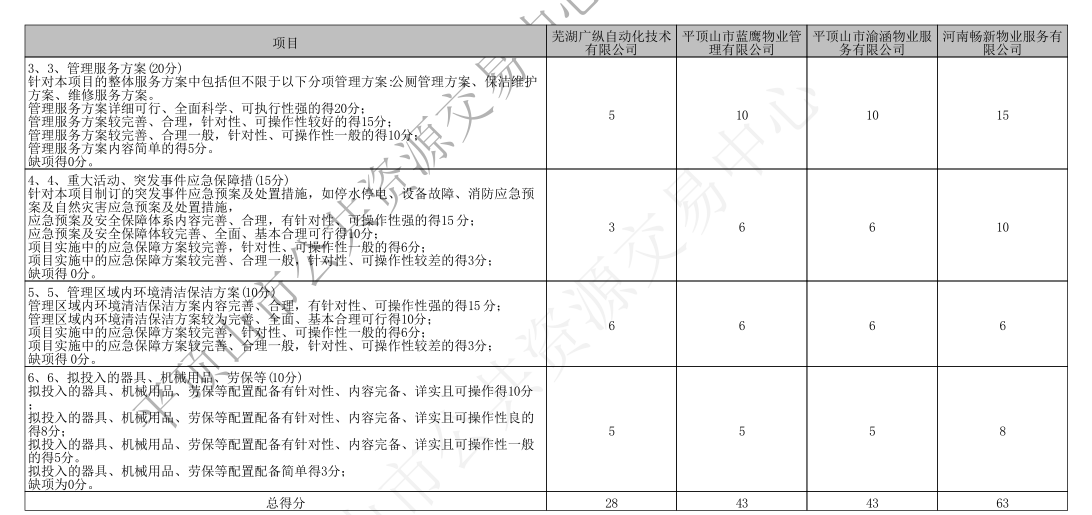 项目
芜湖广纵自动化技术
有限公司
平顶山市蓝鹰物业管
理有限公司
平顶山市渝涵物业服
务有限公司
河南畅新物业服务有
限公司
3、3、管理服务方案(20分)
针对本项目的整体服务方案中包括但不限于以下分项管理方案:公厕管理方案、保洁维护
方案、维修服务方案。
管理服务方案详细可行、全面科学、可执行性强的得20分;
管理服务方案较完善、合理，针对性、可操作性较好的得15分;
管理服务方案较完善、合理一般，针对性、可操作性一般的得10分;
管理服务方案内容简单的得5分。
缺项得0分。
5
10
10
15
4、4、重大活动、突发事件应急保障措(15分)
针对本项目制订的突发事件应急预案及处置措施，如停水停电、设备故障、消防应急预
案及自然灾害应急预案及处置措施，
应急预案及安全保障体系内容完善、合理，有针对性、可操作性强的得15分;
应急预案及安全保障体较完善、全面、基本合理可行得10分;
项目实施中的应急保障方案较完善，针对性、可操作性一般的得6分;
项目实施中的应急保障方案较完善、合理一般，针对性、可操作性较差的得3分;
缺项得 0分。
3
6
6
10
5、5、管理区域内环境清洁保洁方案(10分)
管理区域内环境清洁保洁方案内容完善、合理，有针对性、可操作性强的得15分;
管理区域内环境清洁保洁方案较为完善、全面、基本合理可行得10分;
项目实施中的应急保障方案较完善，针对性、可操作性一般的得6分;
项目实施中的应急保障方案较完善、合理一般，针对性、可操作性较差的得3分;
缺项得 0分。
6
6
6
6
6、6、拟投入的器具、机械用品、劳保等(10分)
拟投入的器具、机械用品、劳保等配置配备有针对性、内容完备、详实且可操作得10分
;
拟投入的器具、机械用品、劳保等配置配备有针对性、内容完备、详实且可操作性良的
得8分;
拟投入的器具、机械用品、劳保等配置配备有针对性、内容完备、详实且可操作性一般
的得5分。
拟投入的器具、机械用品、劳保等配置配备简单得3分;
缺项为0分。
5
5
5
8
总得分
28
43
43
63
平顶山市公共资源交易中心
山市公共资源交易中心